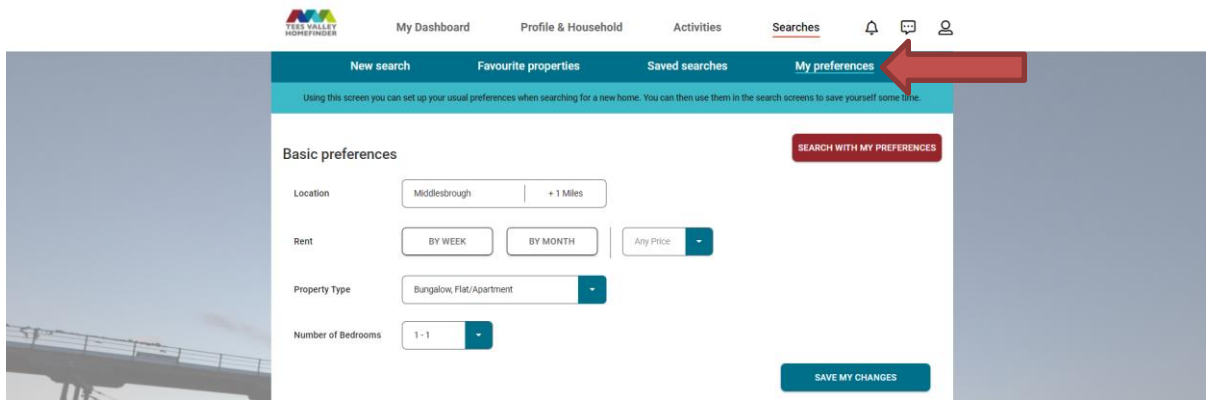 TEES VALLEY
HOMEFINDER
My Dashboard Profile & Household Activities Searches
New search Favourite properties Saved searches My preferences
Using this screen you can set up your usual preferences when searching for a new home. You can then use them in the search screens to save yourself some time.
Basic preferences
SEARCH WITH MY PREFERENCES
Location Middlesbrough + 1 Miles
Rent BY WEEK BY MONTH Any Price
Property Type Bungalow, Flat/Apartment
Number of Bedrooms 1 - 1
SAVE MY CHANGES